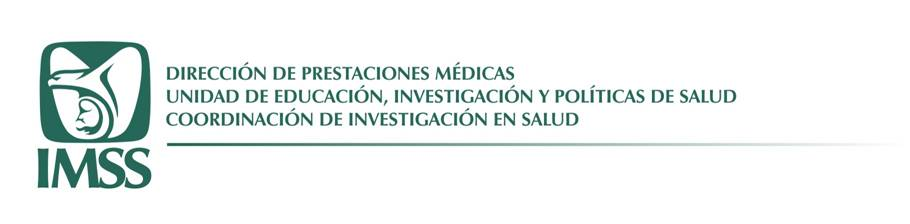 DIRECCIÓN DE PRESTACIONES MÉDICAS
UNIDAD DE EDUCACIÓN, INVESTIGACIÓN Y POLÍTICAS DE SALUD
COORDINACIÓN DE INVESTIGACIÓN EN SALUD
IMSS